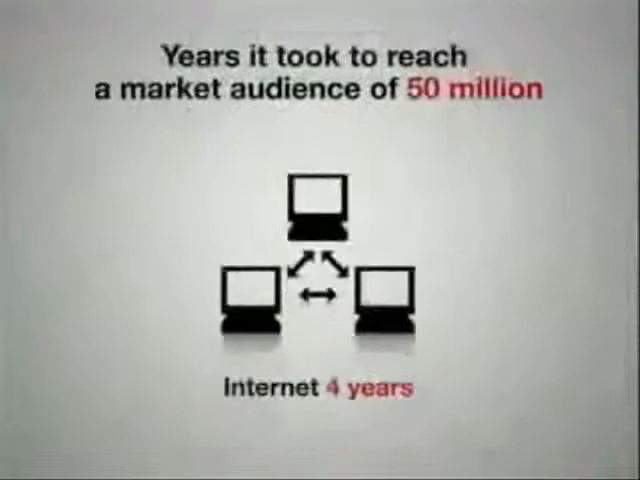 Years it took to reach
a market audience of 50 million
Internet 4 years